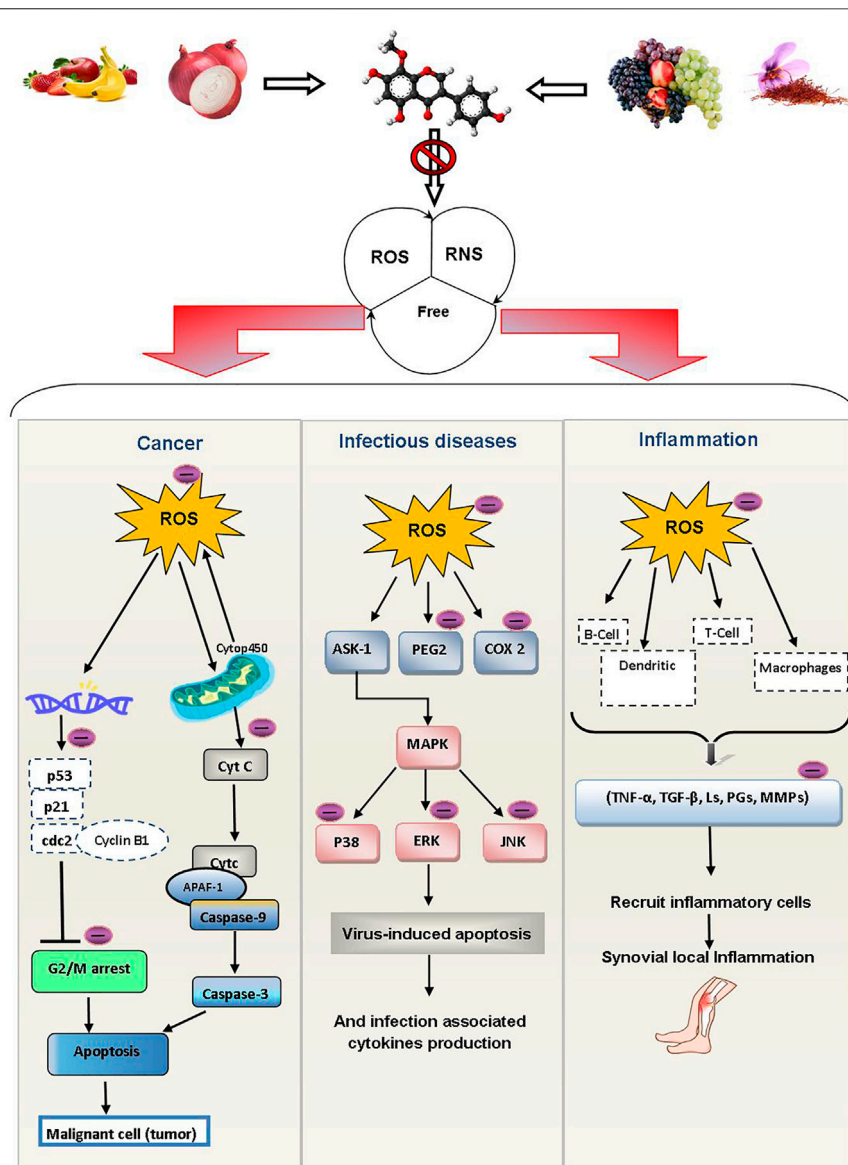 ROS
RNS
Free
Cancer
ROS
Cytop450
p53
p21
cdc2
Cyclin B1
G2/M arrest
Cyt C
Cytc
APAF-1
Caspase-9
Caspase-3
Apoptosis
Malignant cell (tumor)
Infectious diseases
ROS
ASK-1
PEG2
COX 2
MAPK
P38
ERK
JNK
Virus-induced apoptosis
And infection associated
cytokines production
Inflammation
ROS
B-Cell
T-Cell
Dendritic
Macrophages
(TNF-α, TGF-β, Ls, PGs, MMPs)
Recruit inflammatory cells
Synovial local Inflammation